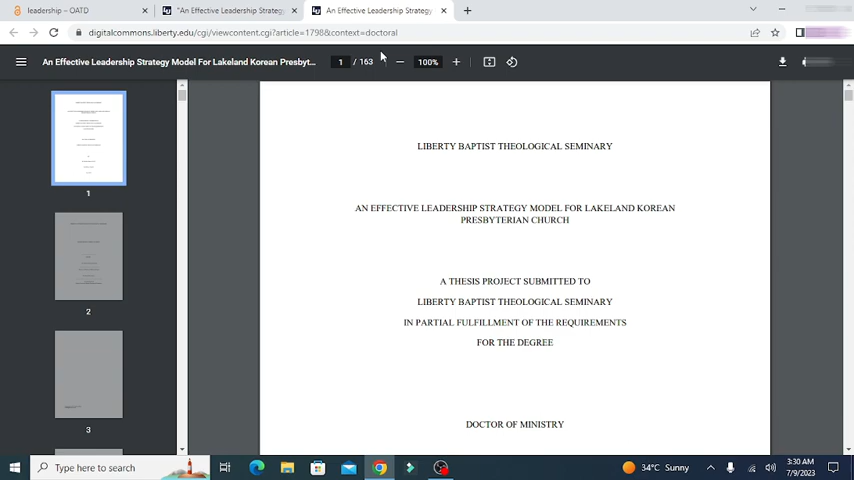 leadership – OATD
"An Effective Leadership Strateg
An Effective Leadership Strategy
digitalcommons.liberty.edu/cgi/viewcontent.cgi?article=1798&context=doctoral
An Effective Leadership Strategy Model For Lakeland Korean Presbyt...
1 / 163
100%
LIBERTY BAPTIST THEOLOGICAL SEMINARY
AN EFFECTIVE LEADERSHIP STRATEGY MODEL FOR LAKELAND KOREAN
PRESBYTERIAN CHURCH
A THESIS PROJECT SUBMITTED TO
LIBERTY BAPTIST THEOLOGICAL SEMINARY
IN PARTIAL FULFILLMENT OF THE REQUIREMENTS
FOR THE DEGREE
DOCTOR OF MINISTRY
1
2
3
Type here to search
34°C Sunny
3:30 AM
7/9/2023